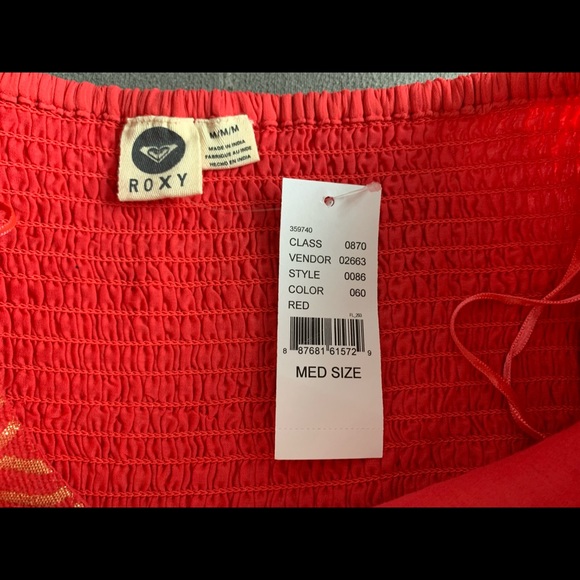 ROXY
M/M/M
MADE IN INDIA
FABRIQUE AU INDE
HECHO EN INDIA
359740
CLASS 0870
VENDOR 02663
STYLE 0086
COLOR 060
RED
8 87681 61572 9
MED SIZE